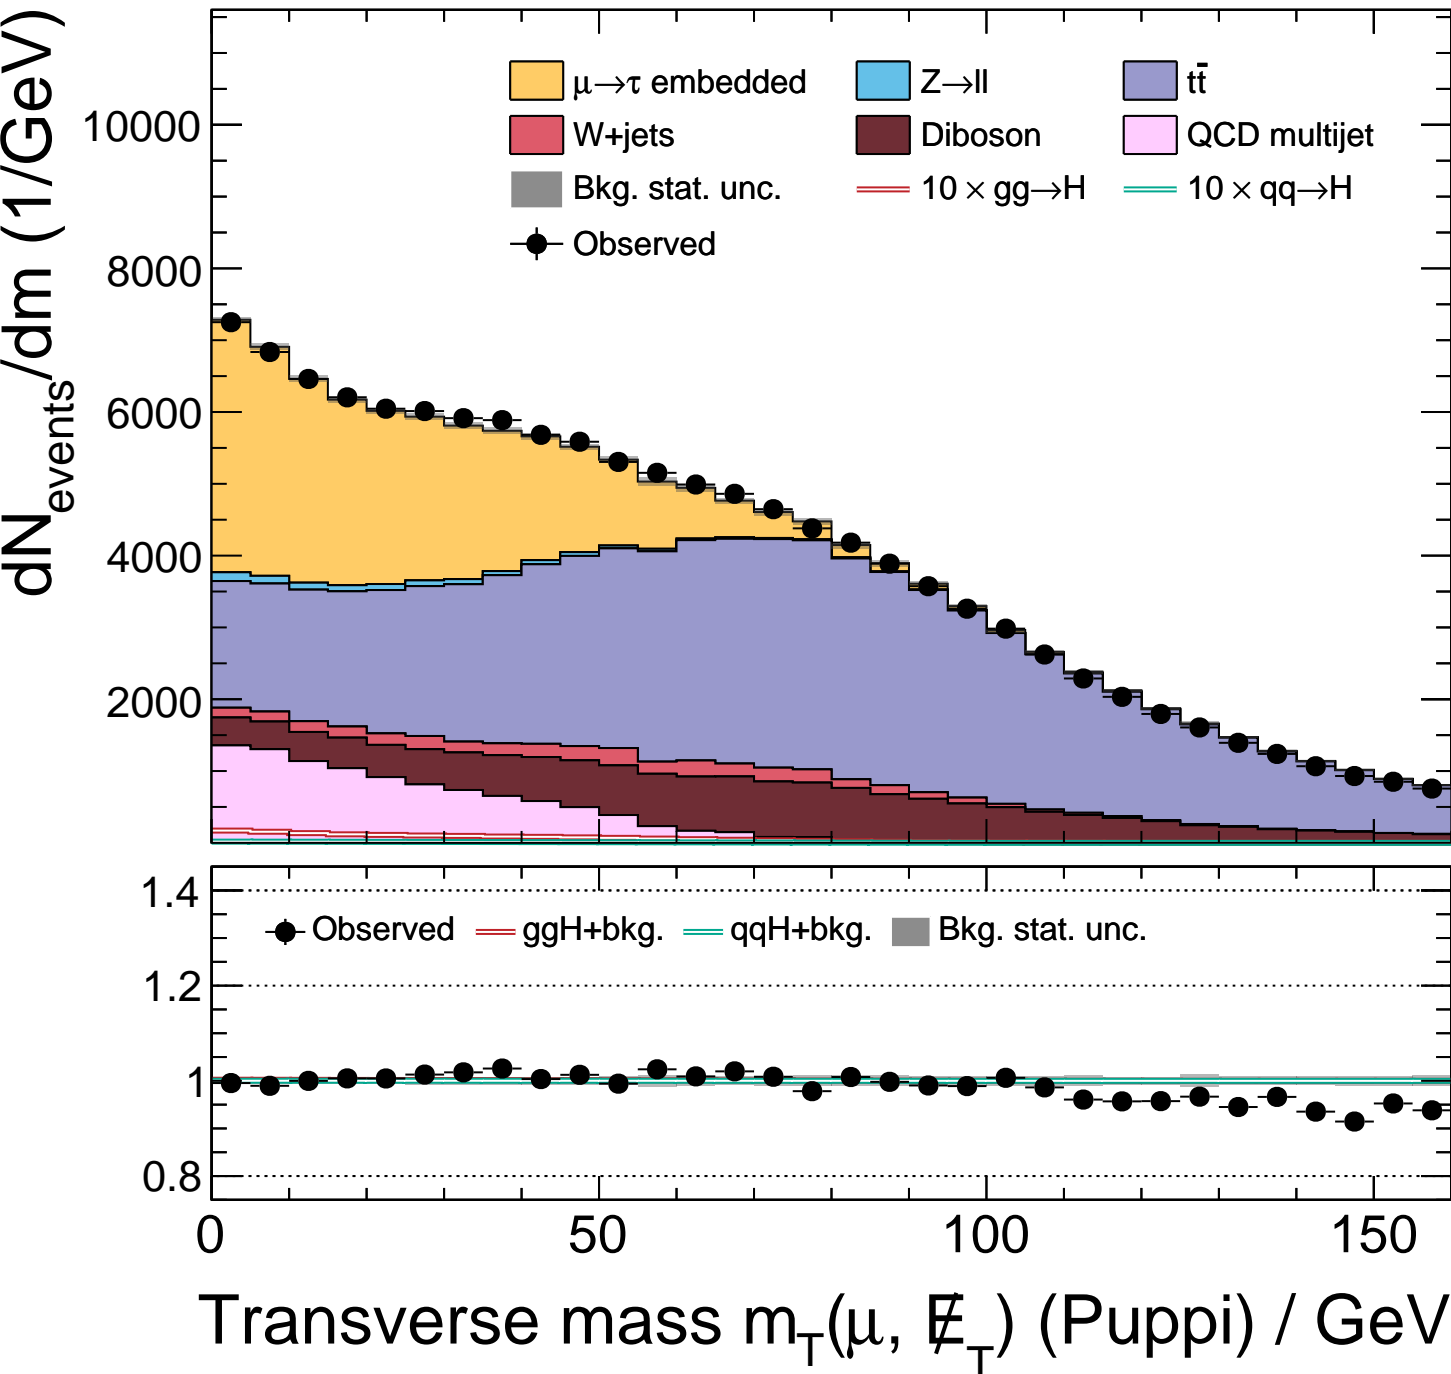 dN_events/dm (1/GeV)
μ→τ embedded Z→ll tt̄
10000 W+jets Diboson QCD multijet
Bkg. stat. unc. 10 × gg→H 10 × qq→H
Observed
8000
6000
4000
2000
1.4
Observed ggH+bkg. qqH+bkg. Bkg. stat. unc.
1.2
1
0.8
0 50 100 150
Transverse mass m_T(μ, E̸_T) (Puppi) / GeV